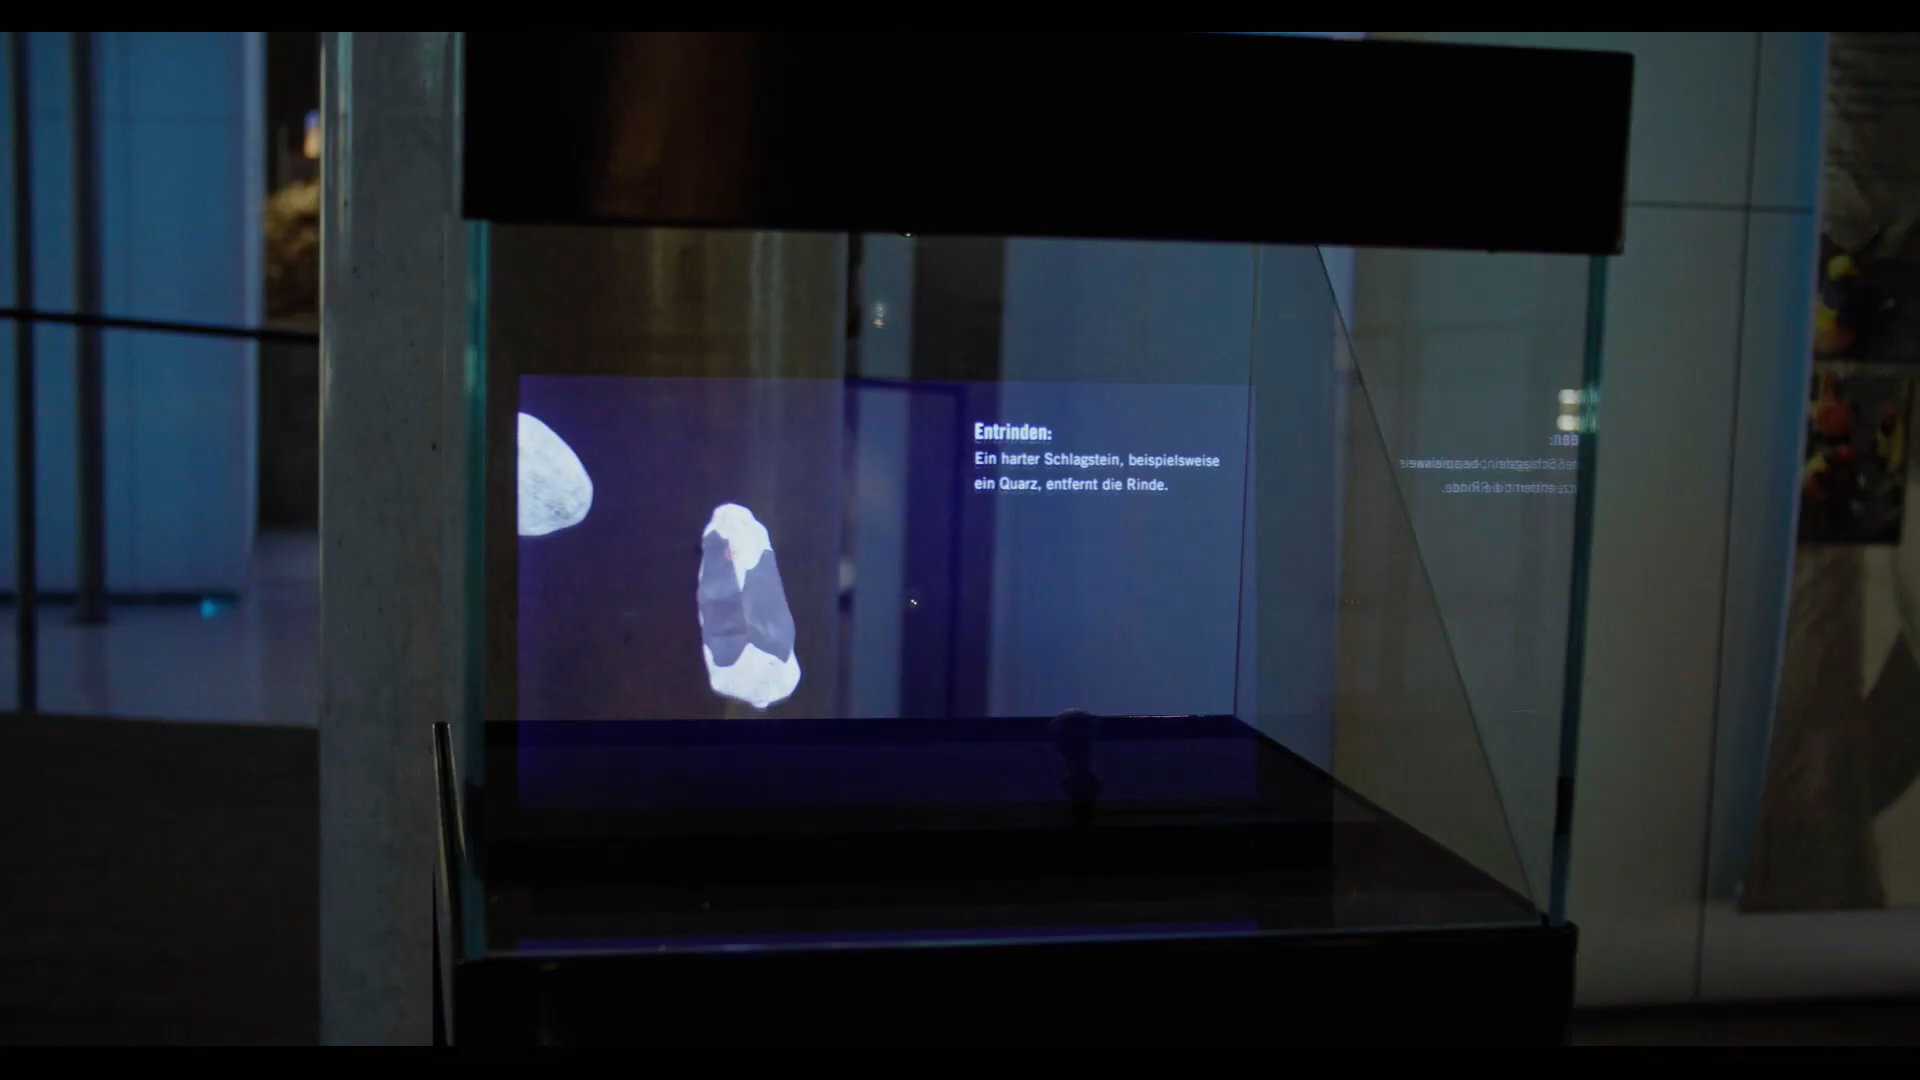 Entrinden:
Ein harter Schlagstein, beispielsweise
ein Quarz, entfernt die Rinde.